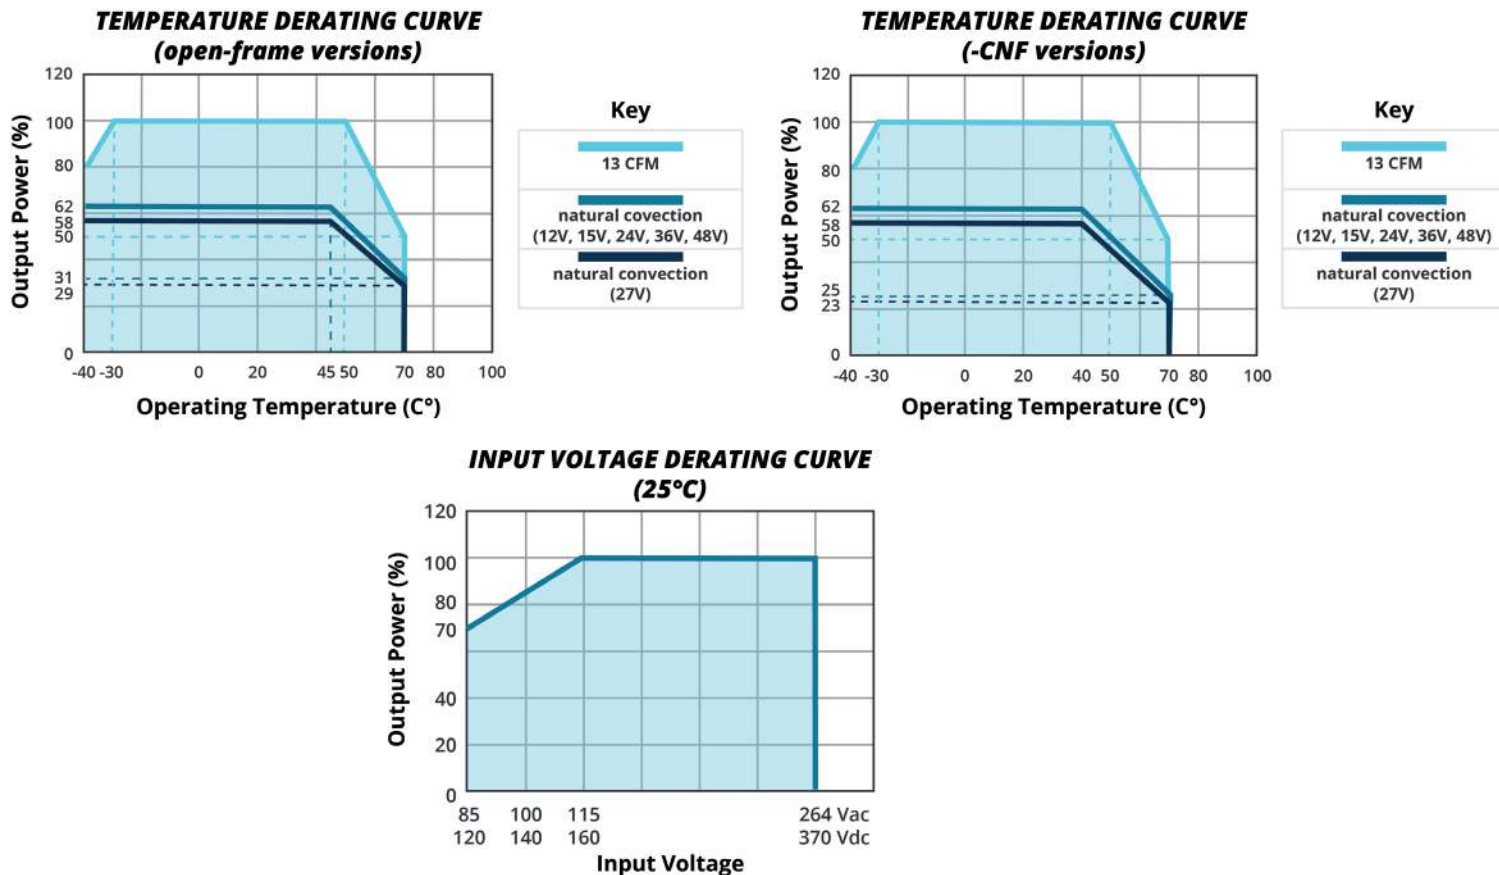 TEMPERATURE DERATING CURVE
(open-frame versions)
Output Power (%)
120
100
80
62
58
50
31
29
0
-40 -30 0 20 45 50 70 80 100
Operating Temperature (C°)
Key
13 CFM
natural covection
(12V, 15V, 24V, 36V, 48V)
natural convection
(27V)
TEMPERATURE DERATING CURVE
(-CNF versions)
Output Power (%)
120
100
80
62
58
50
25
23
0
-40 -30 0 20 40 50 70 80 100
Operating Temperature (C°)
Key
13 CFM
natural covection
(12V, 15V, 24V, 36V, 48V)
natural convection
(27V)
INPUT VOLTAGE DERATING CURVE
(25°C)
Output Power (%)
120
100
80
70
40
20
0
85 100 115 264 Vac
120 140 160 370 Vdc
Input Voltage